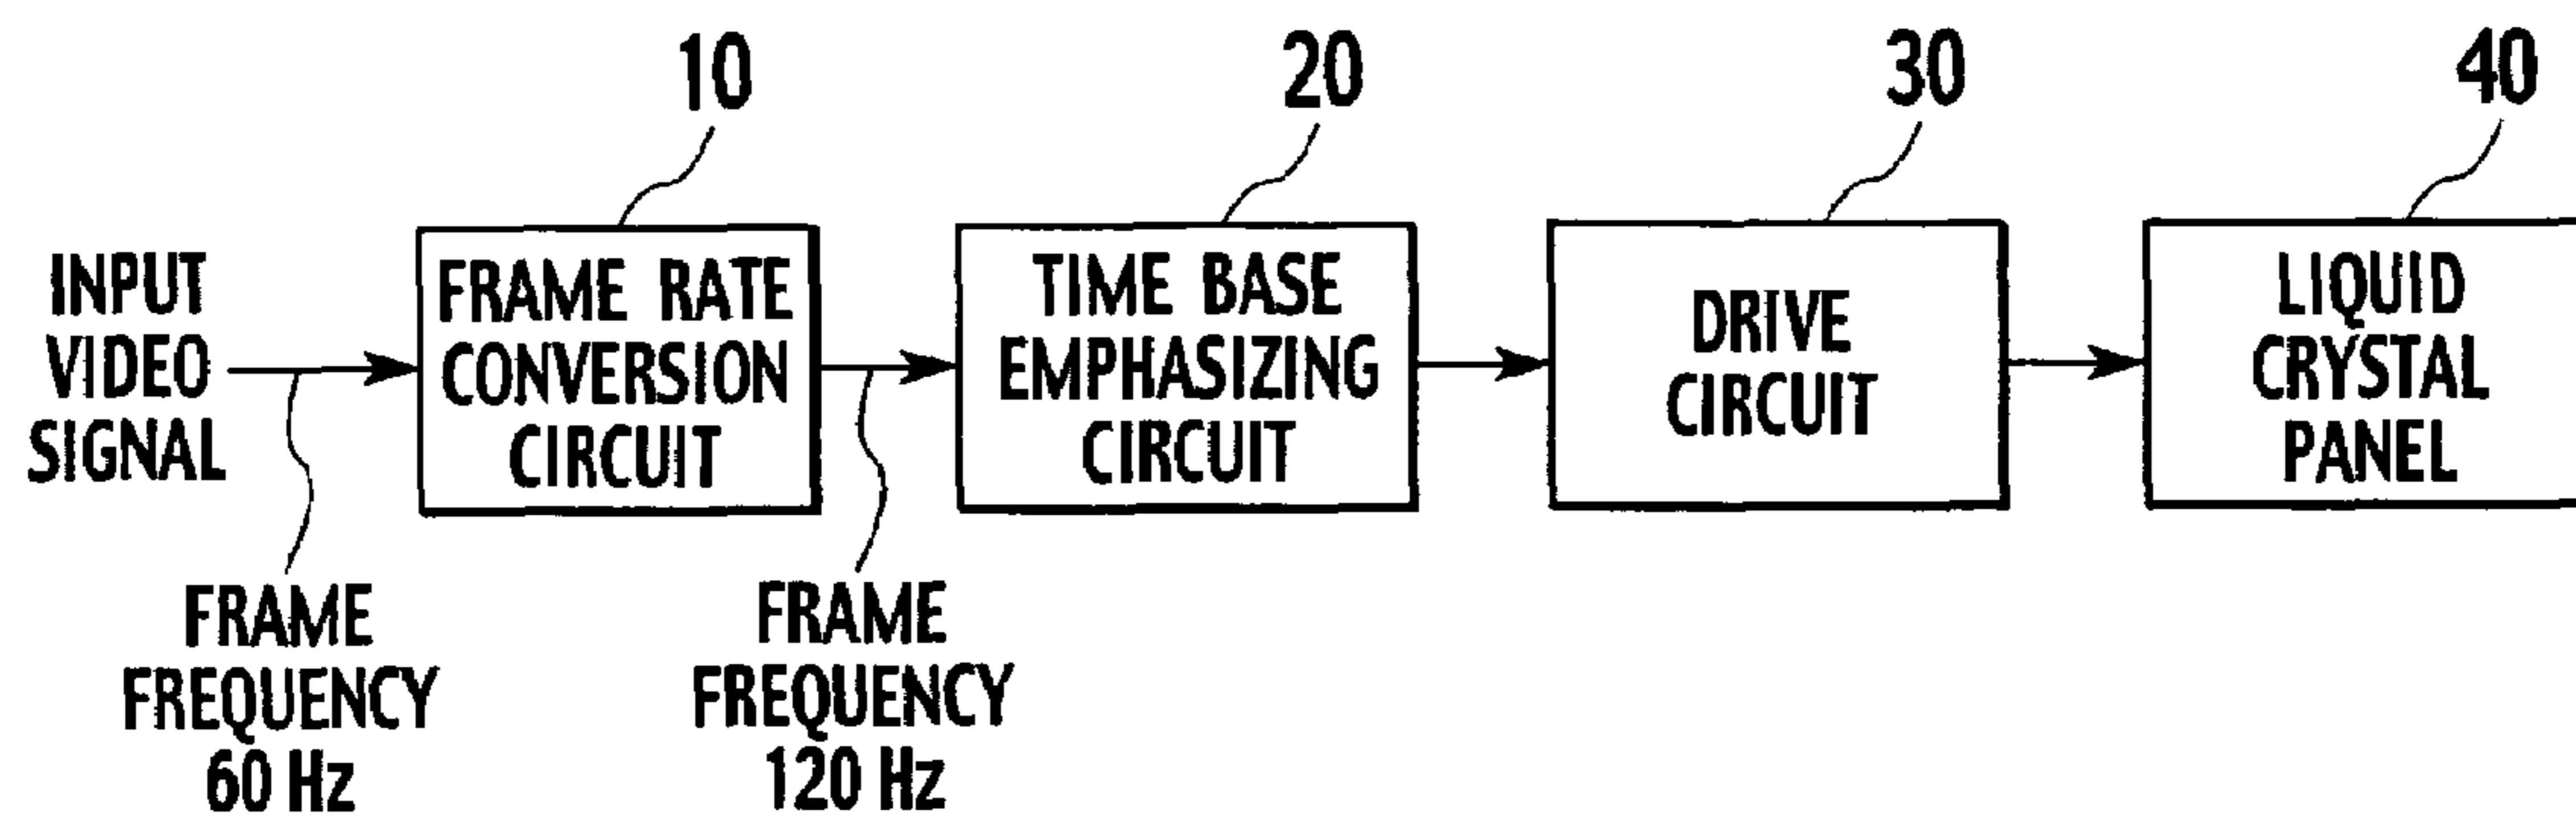 10
20
30
40
INPUT
VIDEO
SIGNAL
FRAME RATE
CONVERSION
CIRCUIT
TIME BASE
EMPHASIZING
CIRCUIT
DRIVE
CIRCUIT
LIQUID
CRYSTAL
PANEL
FRAME
FREQUENCY
60 Hz
FRAME
FREQUENCY
120 Hz